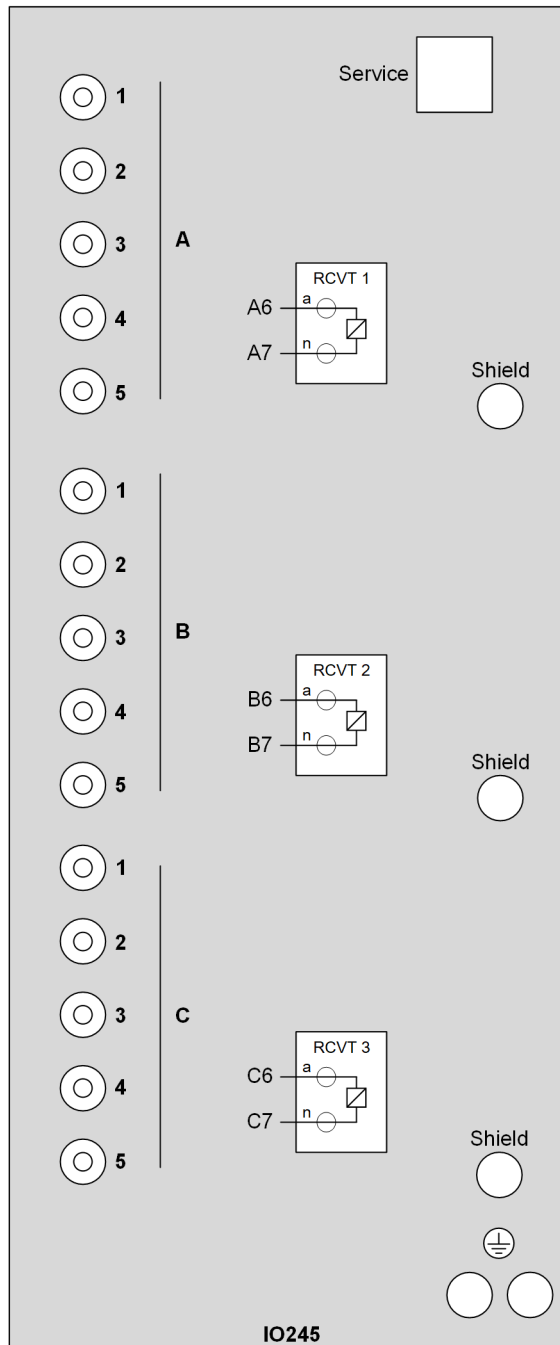 Service
1
2
3
4
5
A
RCVT 1
A6
a
A7
n
Shield
1
2
3
4
5
B
RCVT 2
B6
a
B7
n
Shield
1
2
3
4
5
C
RCVT 3
C6
a
C7
n
Shield
IO245